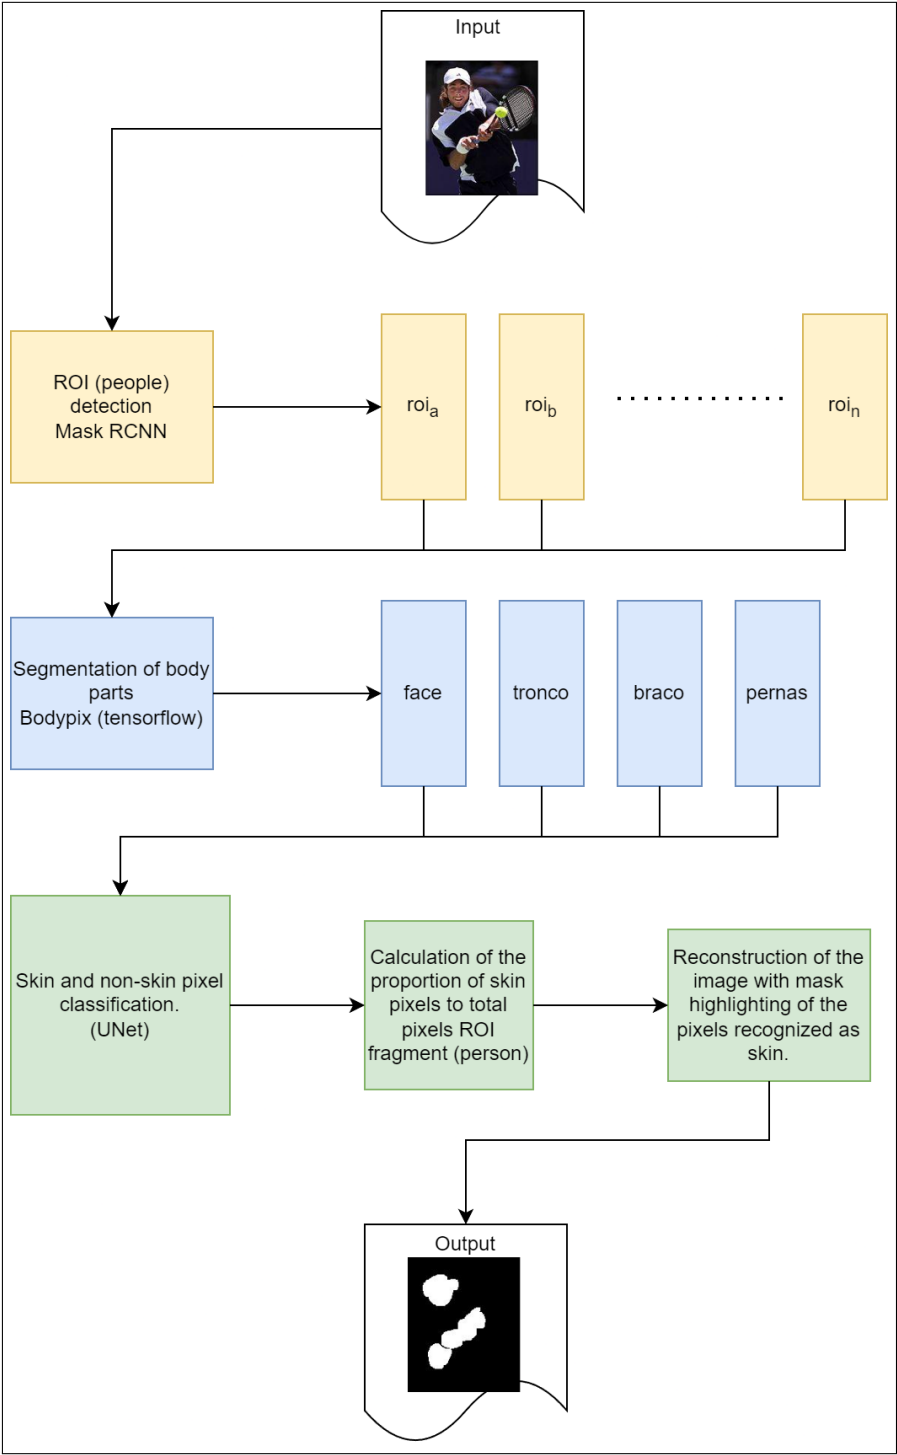 Input
ROI (people)
detection
Mask RCNN
roia
roib
roin
Segmentation of body
parts
Bodypix (tensorflow)
face
tronco
braco
pernas
Skin and non-skin pixel
classification.
(UNet)
Calculation of the
proportion of skin
pixels to total
pixels ROI
fragment (person)
Reconstruction of the
image with mask
highlighting of the
pixels recognized as
skin.
Output